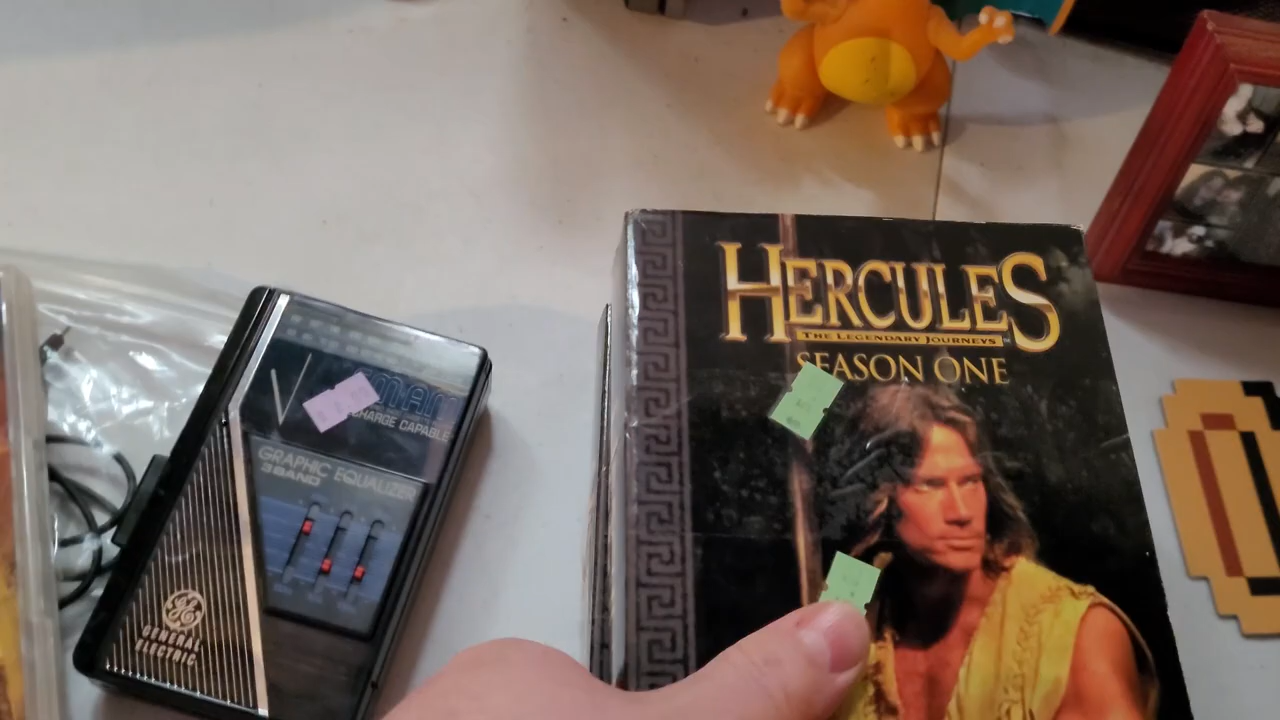 HERCULES
THE LEGENDARY JOURNEYS
SEASON ONE
CHARGE CAPABLE
GRAPHIC EQUALIZER
3 BAND
GE
GENERAL
ELECTRIC